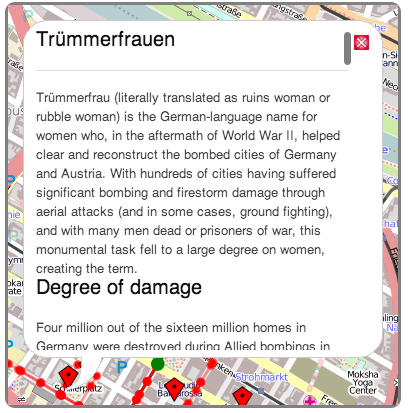 Trümmerfrauen
Trümmerfrau (literally translated as ruins woman or
rubble woman) is the German-language name for
women who, in the aftermath of World War II, helped
clear and reconstruct the bombed cities of Germany
and Austria. With hundreds of cities having suffered
significant bombing and firestorm damage through
aerial attacks (and in some cases, ground fighting),
and with many men dead or prisoners of war, this
monumental task fell to a large degree on women,
creating the term.
Degree of damage
Four million out of the sixteen million homes in
Germany were destroyed during Allied bombings in
P
P
P
Strohmarkt
Moksha
Yoga
Center